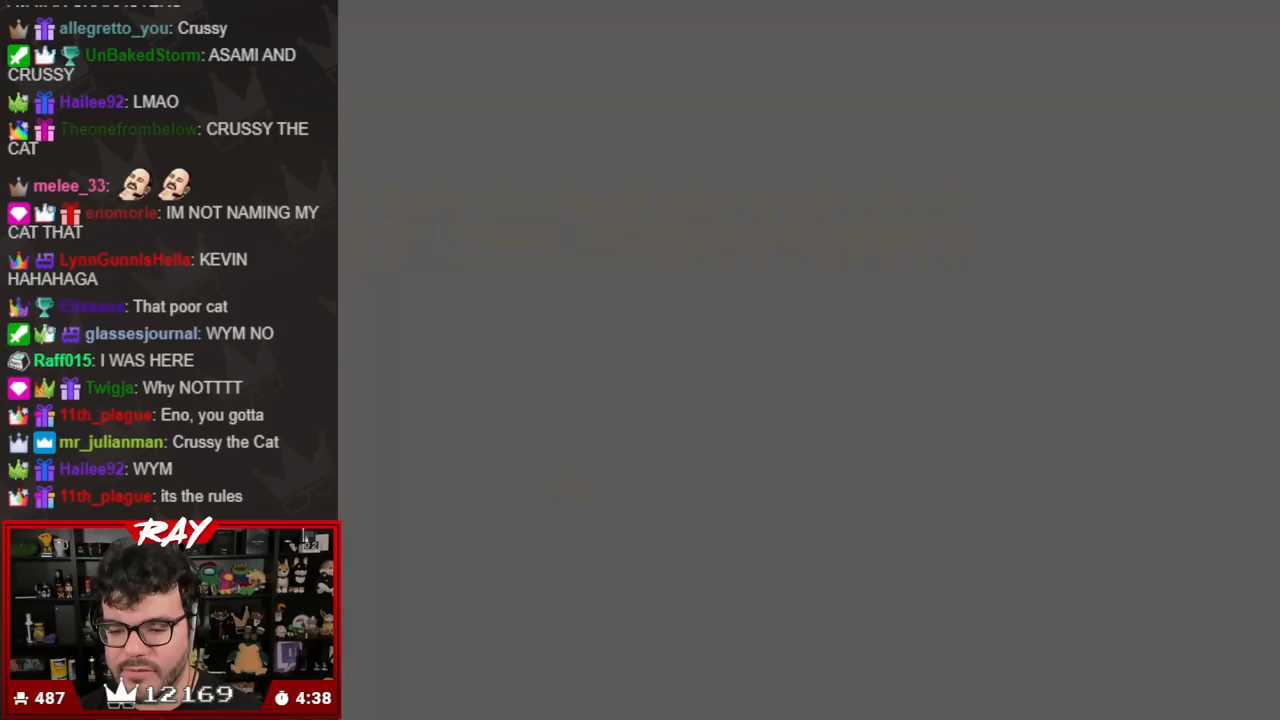 allegretto_you: Crussy
UnBakedStorm: ASAMI AND
CRUSSY
Hailee92: LMAO
Theonefrombelow: CRUSSY THE
CAT
melee_33:
enomorie: IM NOT NAMING MY
CAT THAT
LynnGunnIsHella: KEVIN
HAHAHAGA
That poor cat
glassesjournal: WYM NO
Raff015: I WAS HERE
Twigja: Why NOTTTT
11th_plague: Eno, you gotta
mr_julianman: Crussy the Cat
Hailee92: WYM
11th_plague: its the rules
RAY
487
12169
4:38